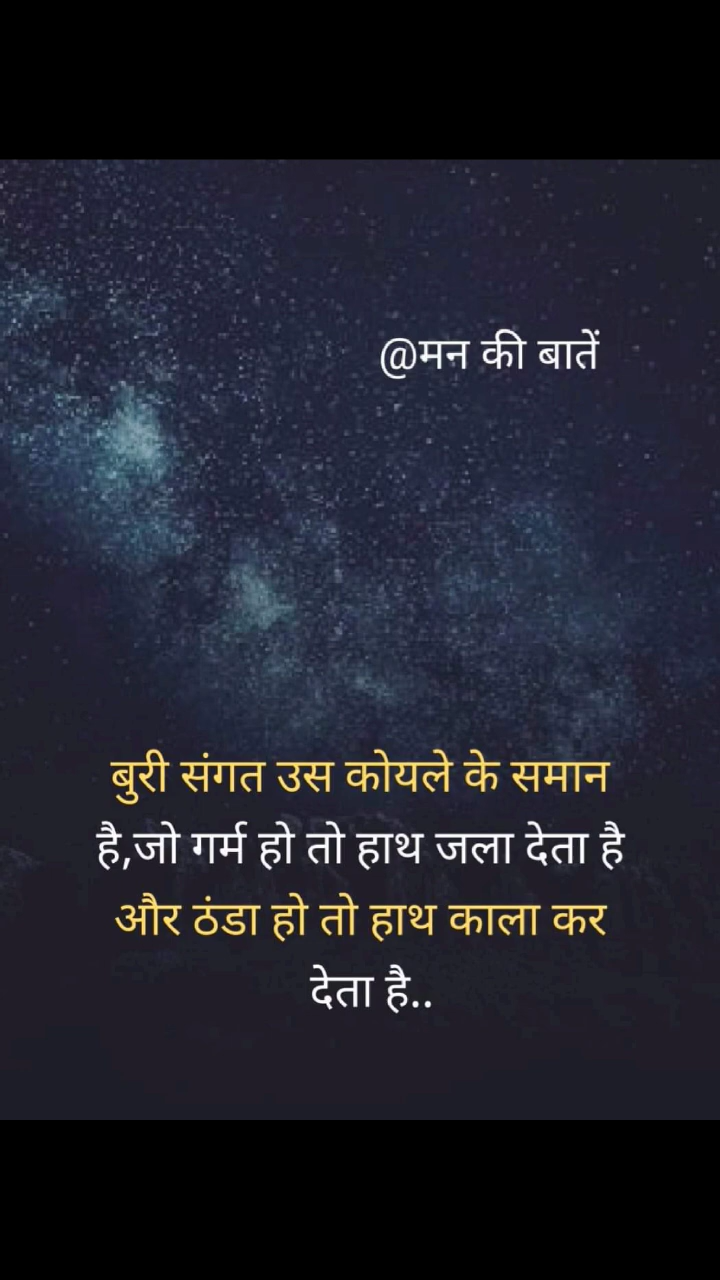 @मन की बातें
बुरी संगत उस कोयले के समान
है,जो गर्म हो तो हाथ जला देता है
और ठंडा हो तो हाथ काला कर
देता है..